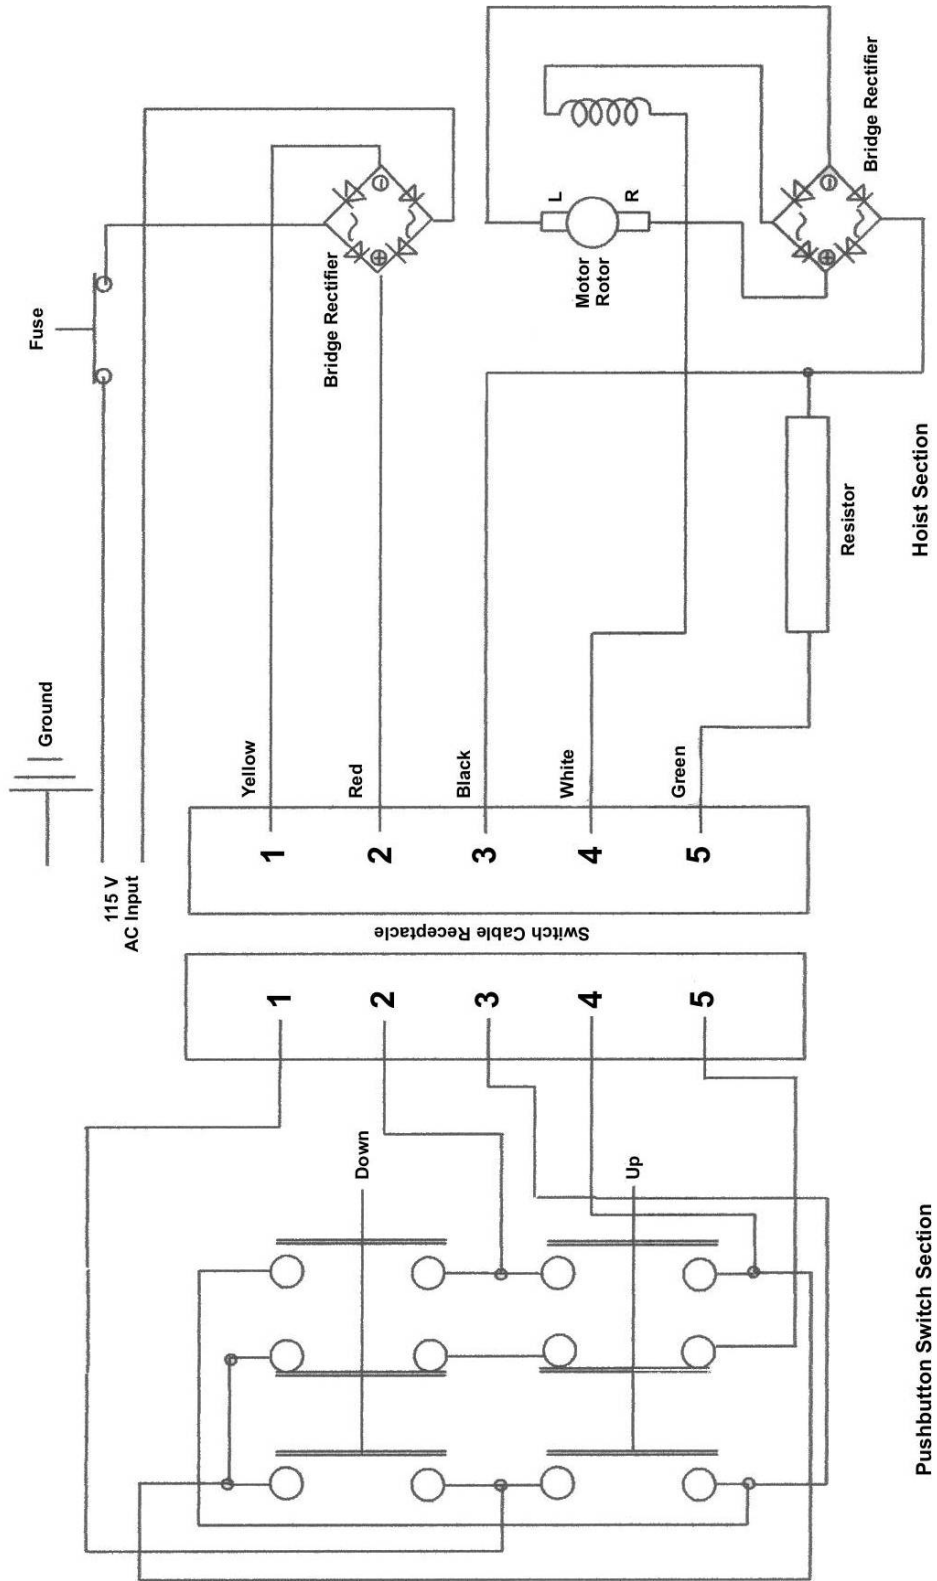 Fuse
Ground
115 V
AC Input
Bridge Rectifier
Bridge Rectifier
L
R
Motor
Rotor
Yellow
Red
Black
White
Green
Resistor
Hoist Section
1
2
3
4
5
Switch Cable Receptacle
1
2
3
4
5
Down
Up
Pushbutton Switch Section